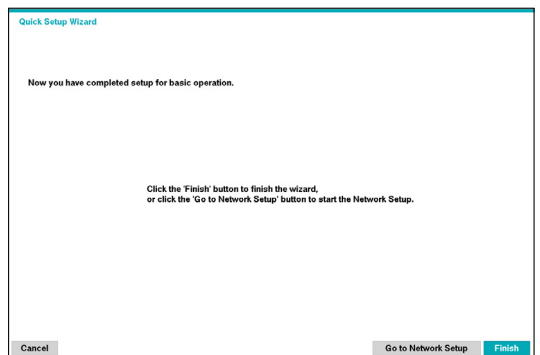 Quick Setup Wizard
Now you have completed setup for basic operation.
Click the 'Finish' button to finish the wizard,
or click the 'Go to Network Setup' button to start the Network Setup.
Cancel
Go to Network Setup
Finish